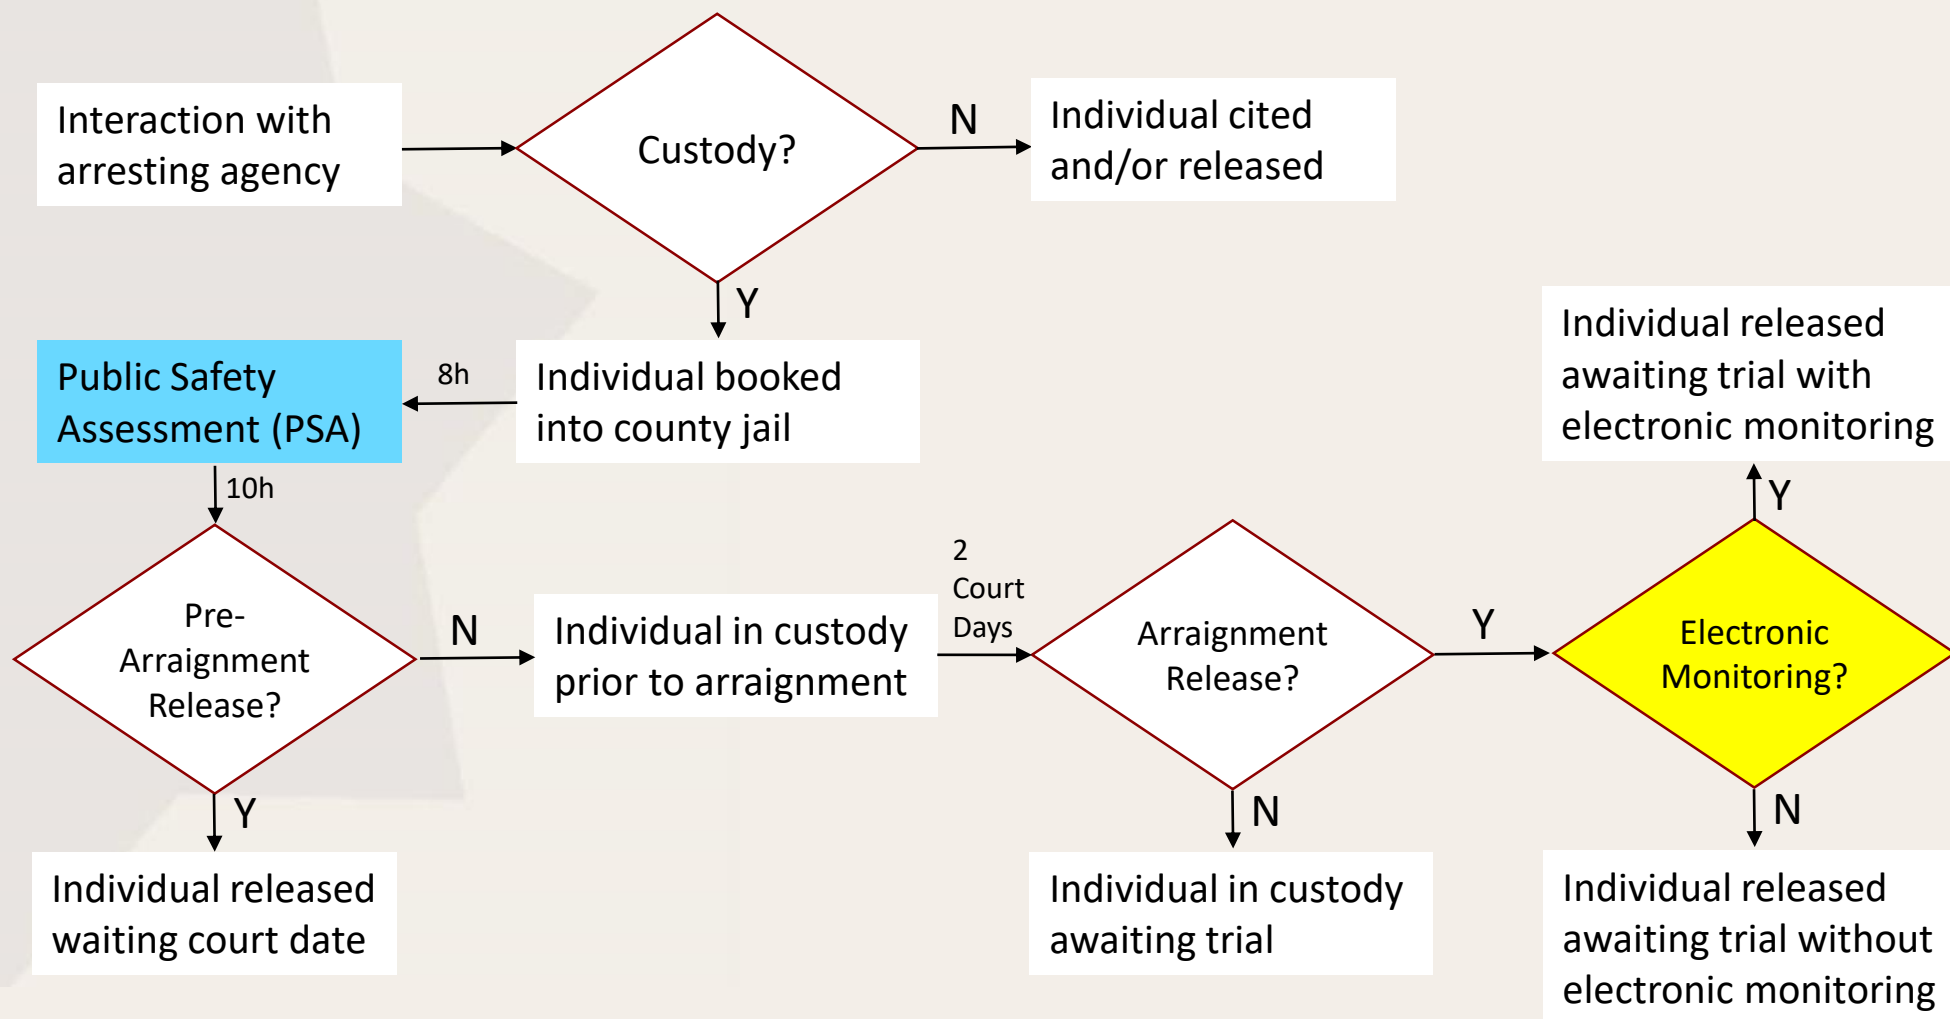 Interaction with
arresting agency
Custody?
N
Individual cited
and/or released
Y
Public Safety
Assessment (PSA)
8h
Individual booked
into county jail
10h
Pre-
Arraignment
Release?
N
Individual in custody
prior to arraignment
2
Court
Days
Arraignment
Release?
Y
Electronic
Monitoring?
Y
Individual released
awaiting trial with
electronic monitoring
Y
Individual released
waiting court date
N
Individual in custody
awaiting trial
N
Individual released
awaiting trial without
electronic monitoring